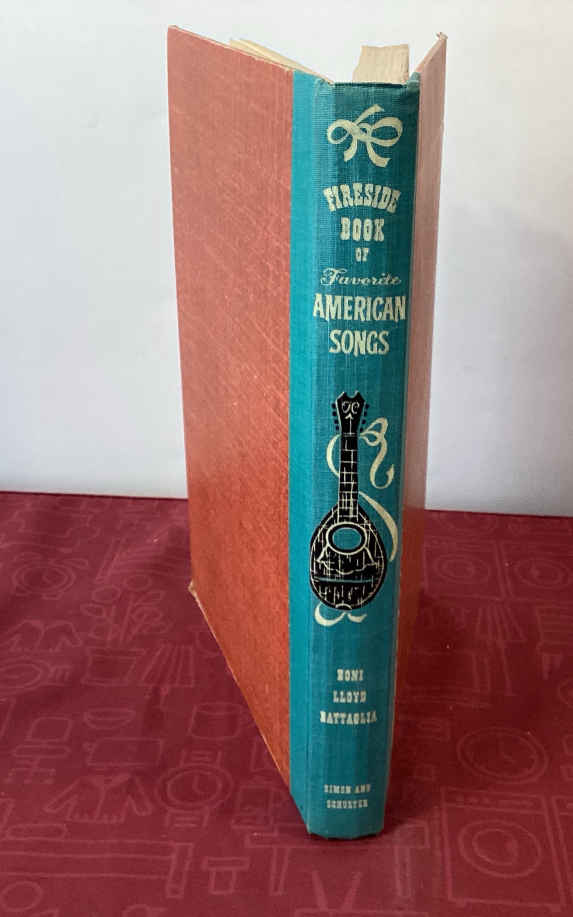 FIRESIDE
BOOK
OF
Favorite
AMERICAN
SONGS
BONI
LLOYD
BATTAGLIA
SIMON AND
SCHUSTER